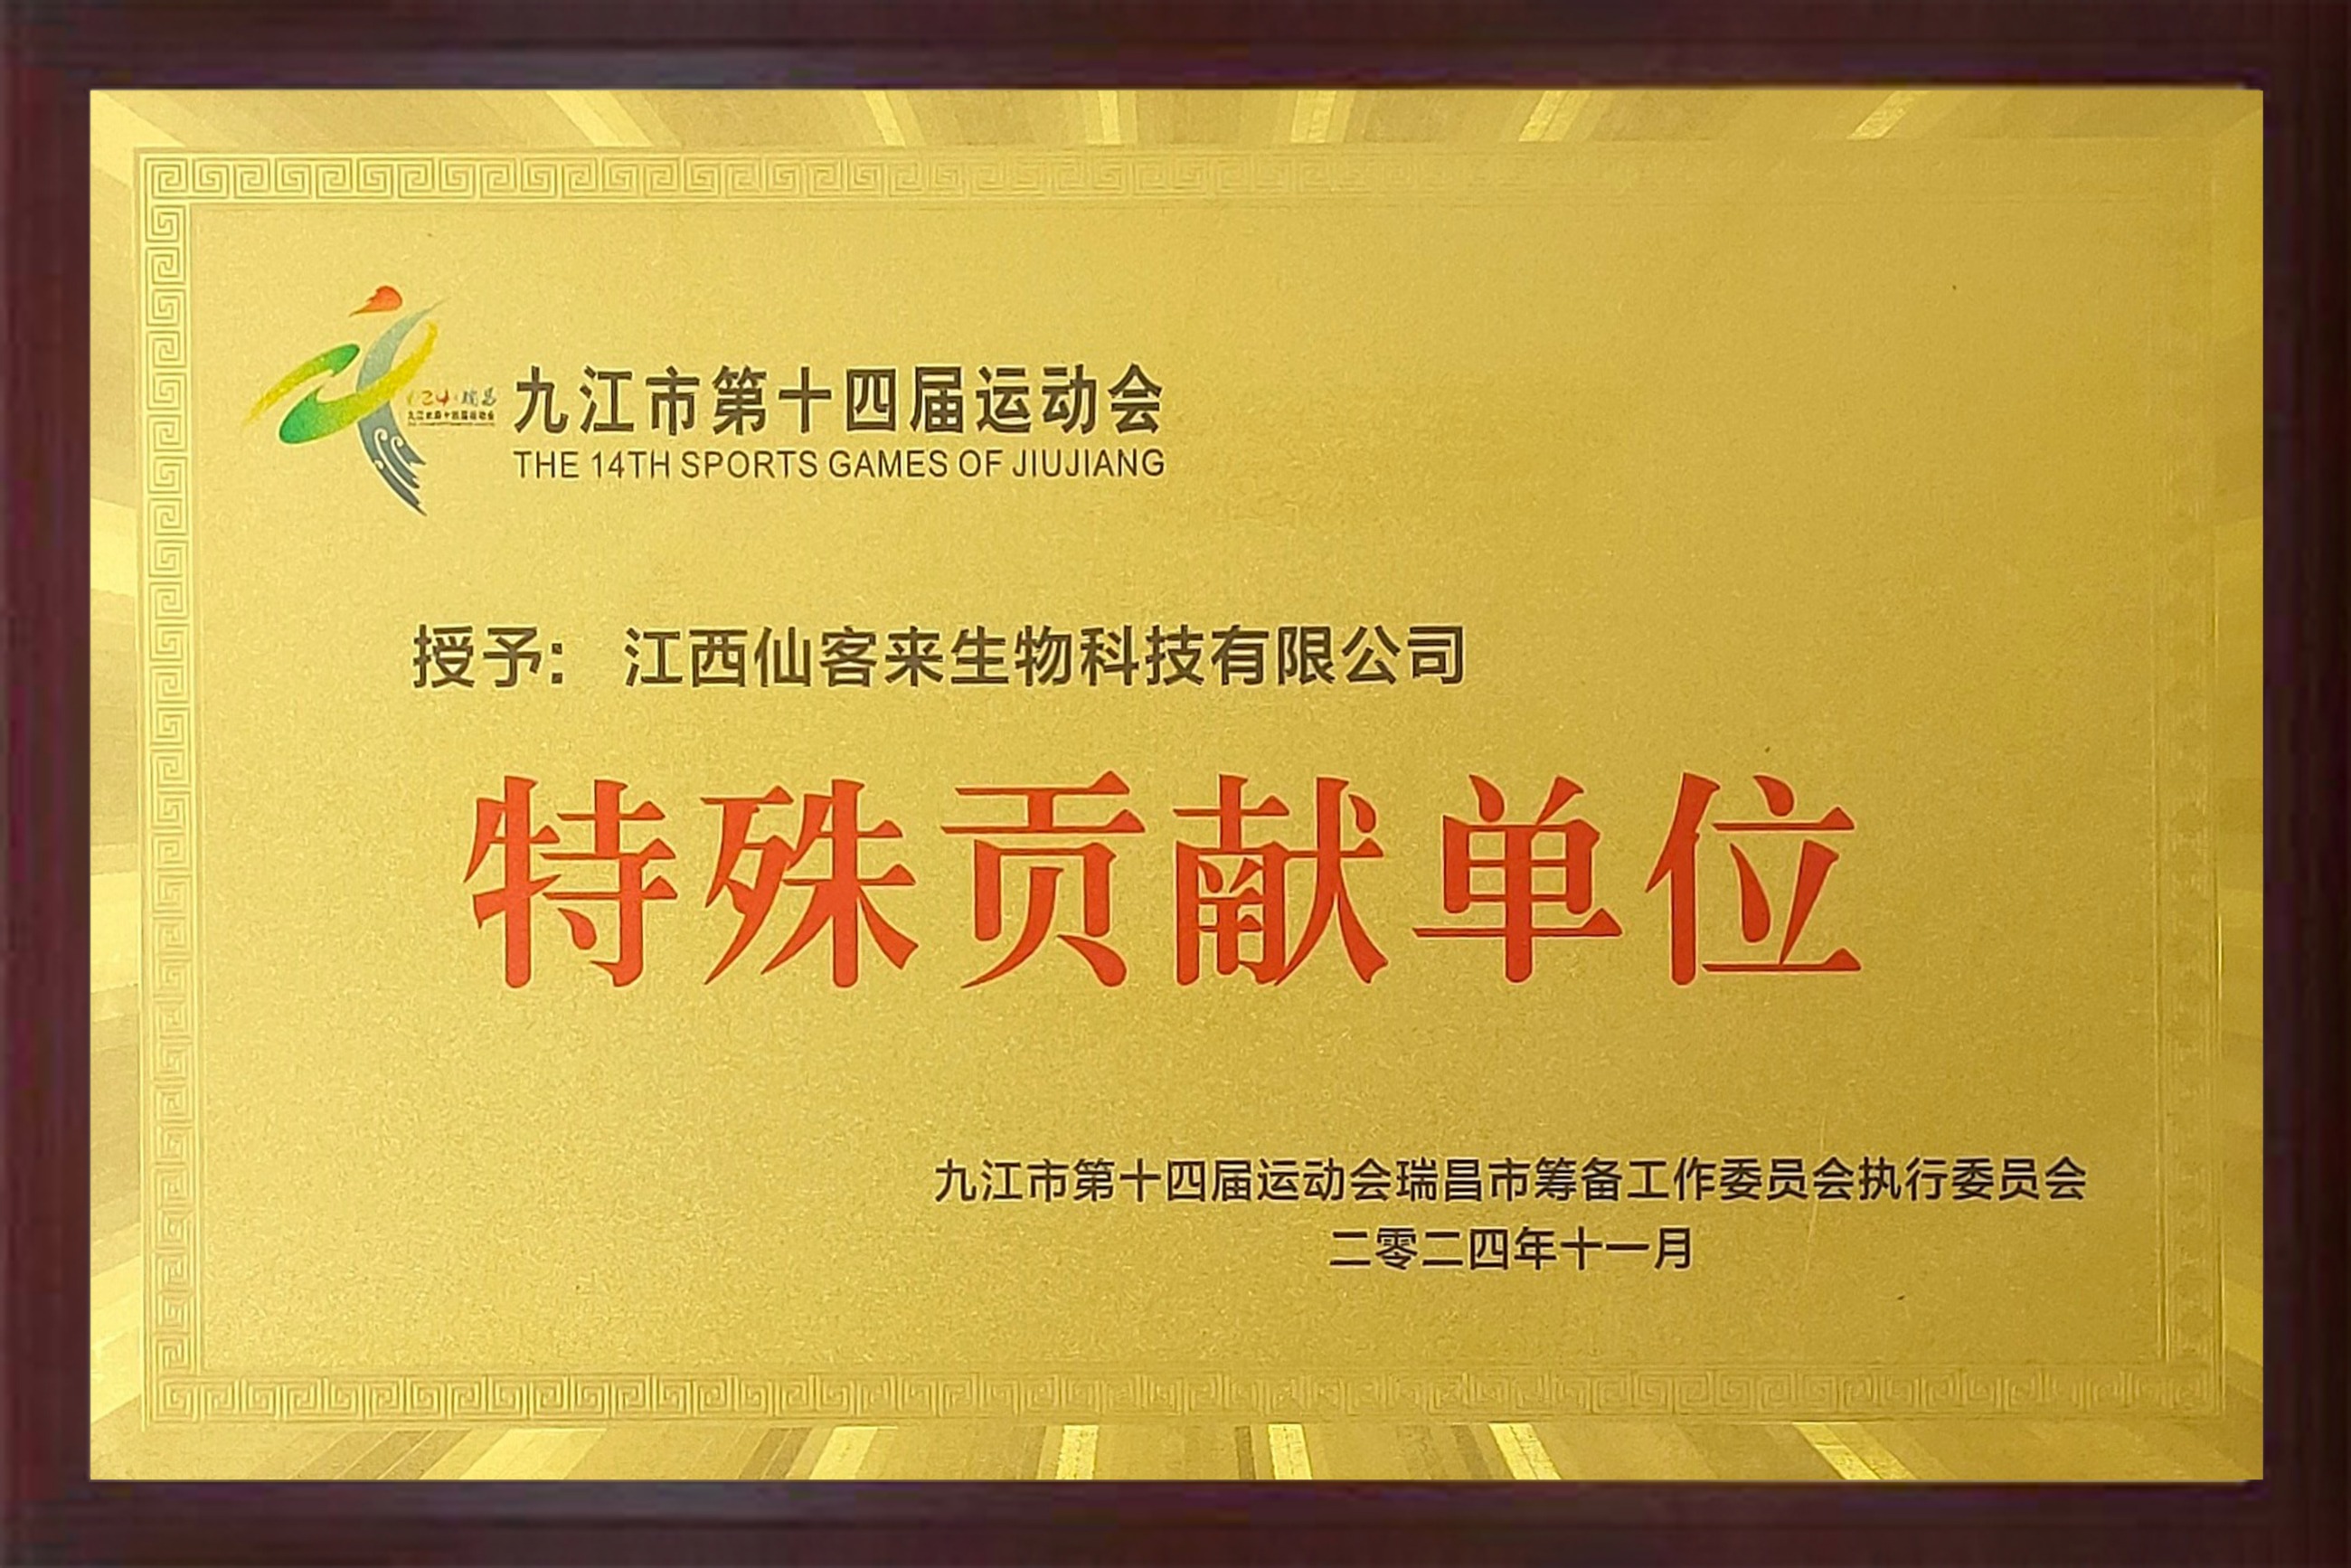 九江市第十四届运动会
THE 14TH SPORTS GAMES OF JIUJIANG
授予： 江西仙客来生物科技有限公司
特殊贡献单位
九江市第十四届运动会瑞昌市筹备工作委员会执行委员会
二零二四年十一月